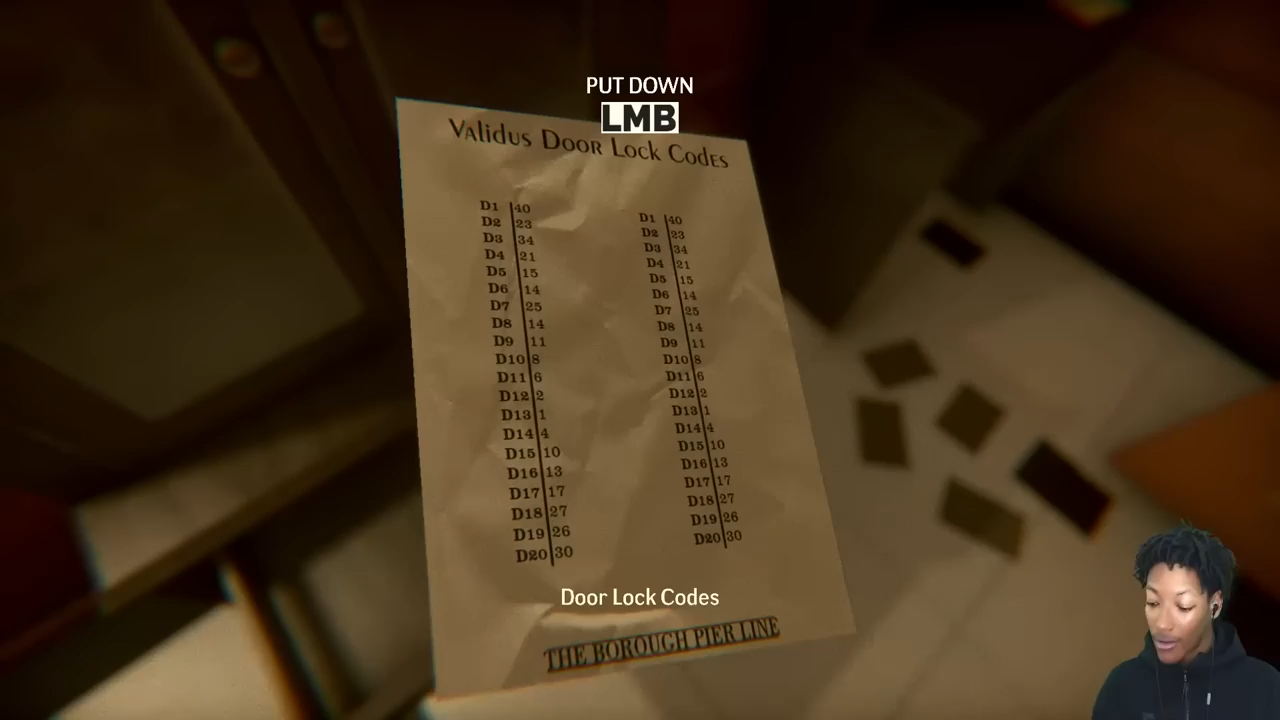 PUT DOWN
LMB
Validus Door Lock Codes
D1 40
D2 23
D3 34
D4 21
D5 15
D6 14
D7 25
D8 14
D9 11
D10 8
D11 6
D12 2
D13 1
D14 4
D15 10
D16 13
D17 17
D18 27
D19 26
D20 30
D1 40
D2 23
D3 34
D4 21
D5 15
D6 14
D7 25
D8 14
D9 11
D10 8
D11 6
D12 2
D13 1
D14 4
D15 10
D16 13
D17 17
D18 27
D19 26
D20 30
Door Lock Codes
THE BOROUGH PIER LINE